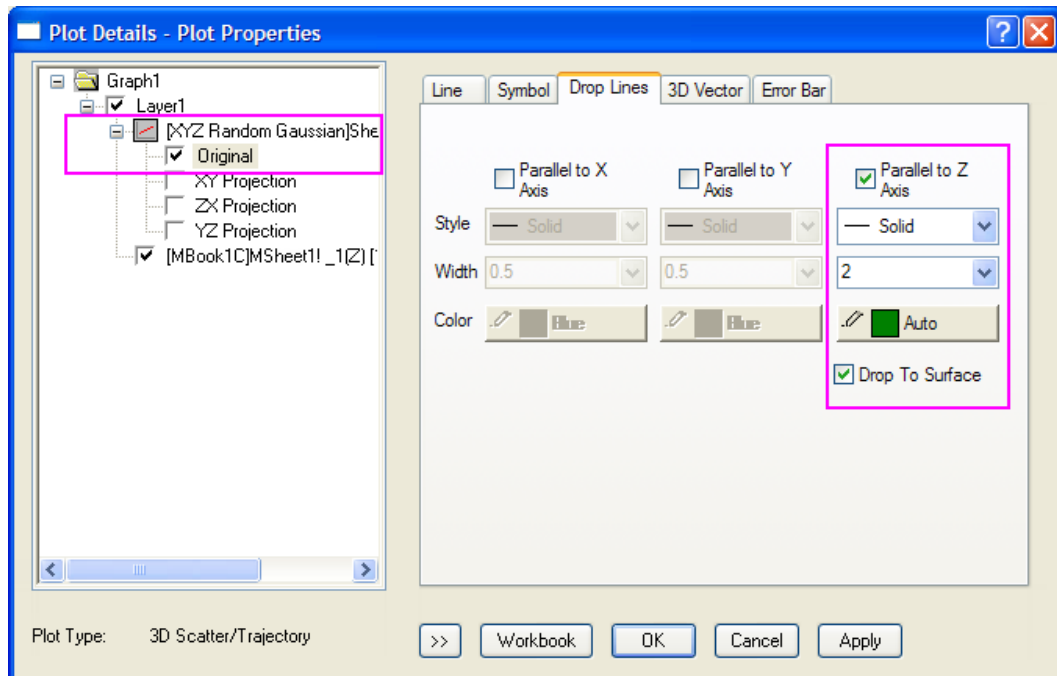 Plot Details - Plot Properties
Graph1
Layer1
[XYZ Random Gaussian]She
Original
XY Projection
ZX Projection
YZ Projection
[MBook1C]MSheet1! _1(Z) [
Line Symbol Drop Lines 3D Vector Error Bar
Parallel to X Axis Parallel to Y Axis Parallel to Z Axis
Style Solid Solid Solid
Width 0.5 0.5 2
Color Blue Blue Auto
Drop To Surface
Plot Type: 3D Scatter/Trajectory
>> Workbook OK Cancel Apply